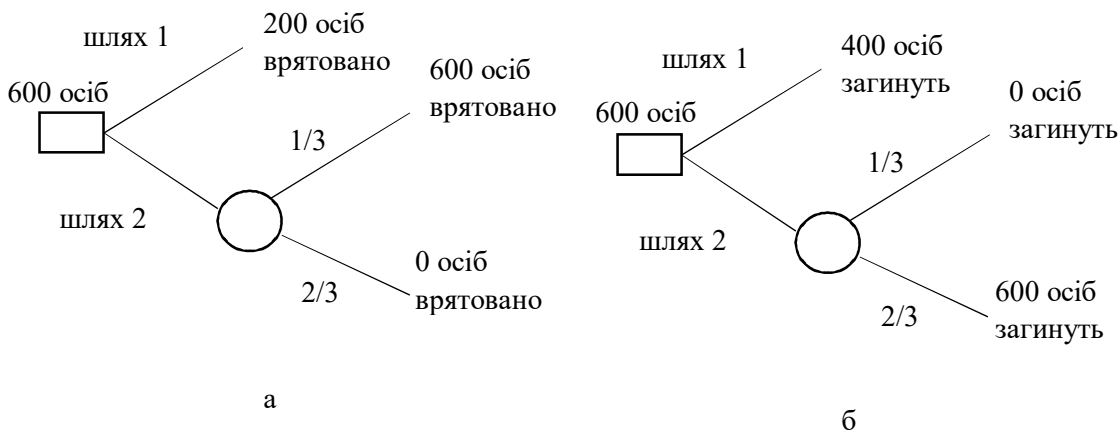 шлях 1
200 осіб
врятовано
600 осіб
600 осіб
врятовано
1/3
шлях 2
0 осіб
врятовано
2/3
а
шлях 1
400 осіб
загинуть
600 осіб
0 осіб
загинуть
1/3
шлях 2
600 осіб
загинуть
2/3
б